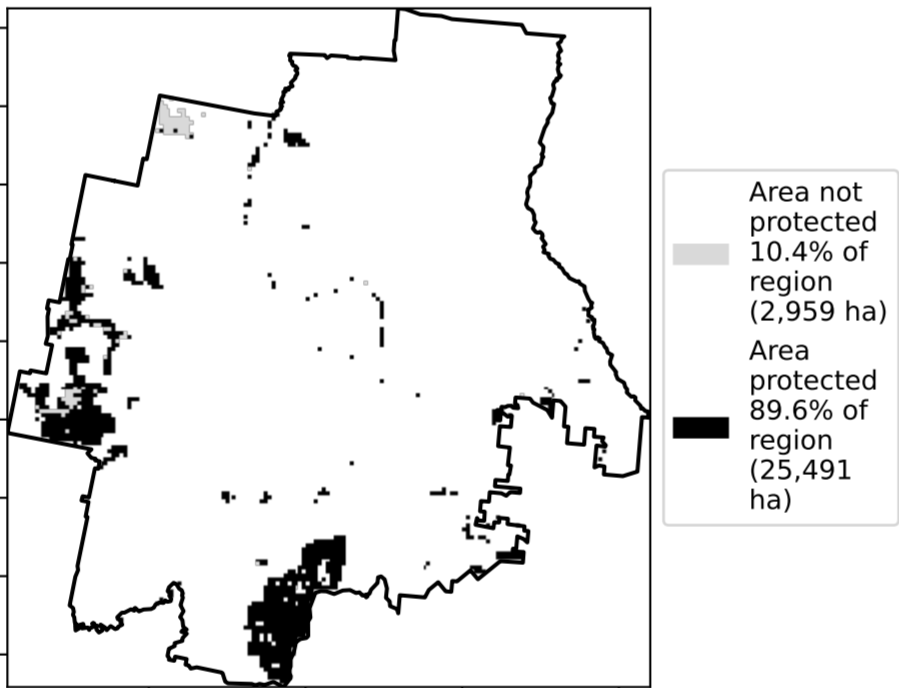 Area not
protected
10.4% of
region
(2,959 ha)
Area
protected
89.6% of
region
(25,491
ha)